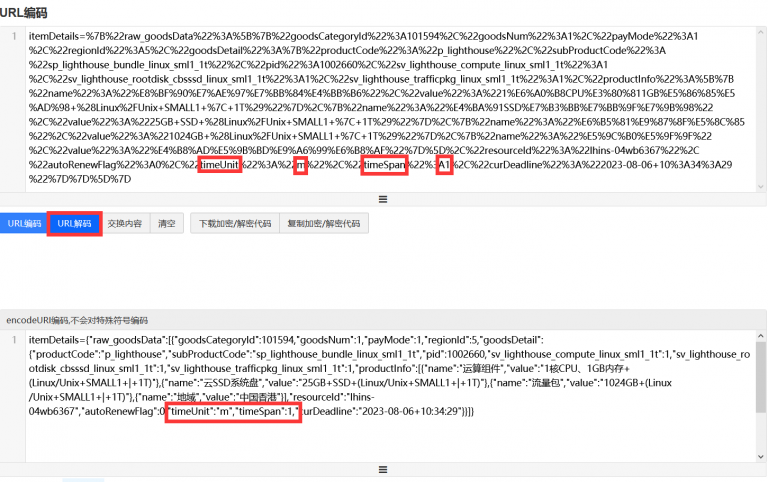 URL编码
1 itemDetails=%7B%22raw_goodsData%22%3A%5B%7B%22goodsCategoryId%22%3A101594%2C%22goodsNum%22%3A1%2C%22payMode%22%3A1
%2C%22regionId%22%3A5%2C%22goodsDetail%22%3A%7B%22productCode%22%3A%22p_lighthouse%22%2C%22subProductCode%22%3A
%22sp_lighthouse_bundle_linux_sml1_1t%22%2C%22pid%22%3A1002660%2C%22sv_lighthouse_compute_linux_sml1_1t%22%3A1
%2C%22sv_lighthouse_rootdisk_cbsssd_linux_sml1_1t%22%3A1%2C%22sv_lighthouse_trafficpkg_linux_sml1_1t%22%3A1%2C%22productInfo%22%3A%5B%7B
%22name%22%3A%22%E8%BF%90%E7%AE%97%E7%BB%84%E4%BB%B6%22%2C%22value%22%3A%221%E6%A0%B8CPU%E3%80%811GB%E5%86%85%E5
%AD%98+%28Linux%2FUnix+SMALL1+%7C+1T%29%22%7D%2C%7B%22name%22%3A%22%E4%BA%91SSD%E7%B3%BB%E7%BB%9F%E7%9B%98%22
%2C%22value%22%3A%2225GB+SSD+%28Linux%2FUnix+SMALL1+%7C+1T%29%22%7D%2C%7B%22name%22%3A%22%E6%B5%81%E9%87%8F%E5%8C%85
%22%2C%22value%22%3A%221024GB+%28Linux%2FUnix+SMALL1+%7C+1T%29%22%7D%2C%7B%22name%22%3A%22%E5%9C%B0%E5%9F%9F%22
%2C%22value%22%3A%22%E4%B8%AD%E5%9B%BD%E9%A6%99%E6%B8%AF%22%7D%5D%2C%22resourceId%22%3A%22lhins-04wb6367%22%2C
%22autoRenewFlag%22%3A0%2C%22timeUnit%22%3A%22m%22%2C%22timeSpan%22%3A1%2C%22curDeadline%22%3A%222023-08-06+10%3A34%3A29
%22%7D%7D%5D%7D
URL编码 URL解码 交换内容 清空 下载加密/解密代码 复制加密/解密代码
encodeURI编码,不会对特殊符号编码
1 itemDetails={"raw_goodsData":[{"goodsCategoryId":101594,"goodsNum":1,"payMode":1,"regionId":5,"goodsDetail":
{"productCode":"p_lighthouse","subProductCode":"sp_lighthouse_bundle_linux_sml1_1t","pid":1002660,"sv_lighthouse_compute_linux_sml1_1t":1,"sv_lighthouse_ro
otdisk_cbsssd_linux_sml1_1t":1,"sv_lighthouse_trafficpkg_linux_sml1_1t":1,"productInfo":[{"name":"运算组件","value":"1核CPU、1GB内存+
(Linux/Unix+SMALL1+|+1T)"},{"name":"云SSD系统盘","value":"25GB+SSD+(Linux/Unix+SMALL1+|+1T)"},{"name":"流量包","value":"1024GB+(Linux
/Unix+SMALL1+|+1T)"},{"name":"地域","value":"中国香港"}],"resourceId":"lhins-
04wb6367","autoRenewFlag":0,"timeUnit":"m","timeSpan":1,"curDeadline":"2023-08-06+10:34:29"}}]}